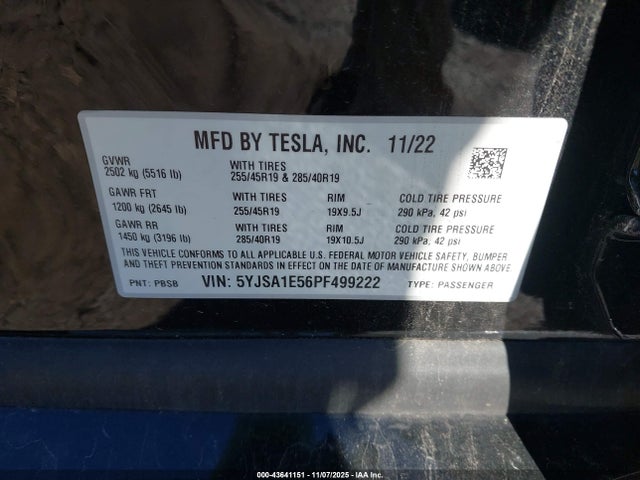 MFD BY TESLA, INC. 11/22
GVWR
2502 kg (5516 lb)
WITH TIRES
255/45R19 & 285/40R19
GAWR FRT
1200 kg (2645 lb)
WITH TIRES
255/45R19
RIM
19X9.5J
COLD TIRE PRESSURE
290 kPa, 42 psi
GAWR RR
1450 kg (3196 lb)
WITH TIRES
285/40R19
RIM
19X10.5J
COLD TIRE PRESSURE
290 kPa, 42 psi
THIS VEHICLE CONFORMS TO ALL APPLICABLE U.S. FEDERAL MOTOR VEHICLE SAFETY, BUMPER
AND THEFT PREVENTION STANDARDS IN EFFECT ON THE DATE OF MANUFACTURE SHOWN ABOVE.
PNT: PBSB VIN: 5YJSA1E56PF499222 TYPE: PASSENGER
000-43641151 - 11/07/2025 - IAA Inc.